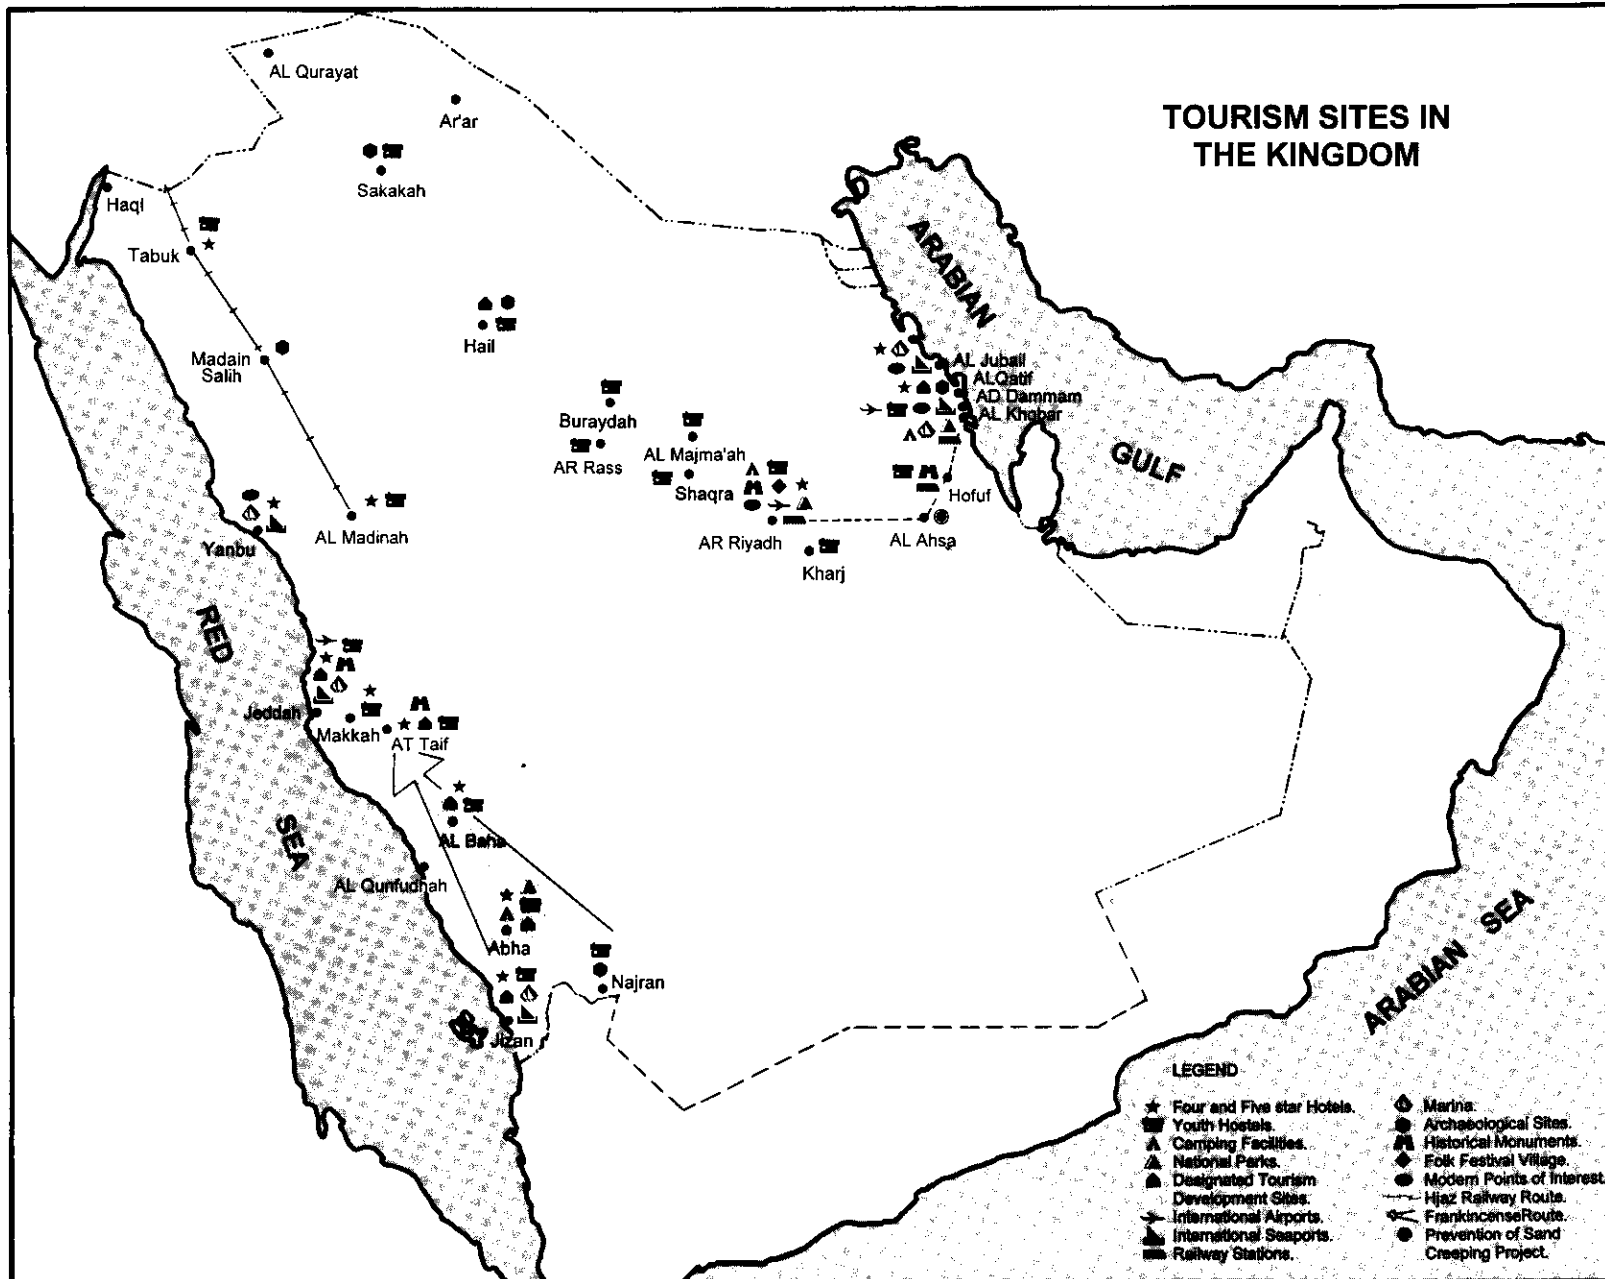 TOURISM SITES IN
THE KINGDOM
AL Qurayat
Ar'ar
Sakakah
Haql
Tabuk
ARABIAN
GULF
Hail
Madain
Salih
AL Jubail
ALQatif
AD Dammam
AL Khobar
Buraydah
AR Rass
AL Majma'ah
Shaqra
Hofuf
AL Madinah
Yanbu
AR Riyadh
AL Ahsa
Kharj
RED
SEA
Jeddah
Makkah
AT Taif
AL Baha
AL Qunfudhah
Abha
Najran
Jizan
ARABIAN SEA
LEGEND
Four and Five star Hotels.
Youth Hostels.
Camping Facilities.
National Parks.
Designated Tourism
Development Sites.
International Airports.
International Seaports.
Railway Stations.
Marina.
Archaeological Sites.
Historical Monuments.
Folk Festival Village.
Modern Points of Interest.
Hijaz Railway Route.
FrankincenseRoute.
Prevention of Sand
Creeping Project.